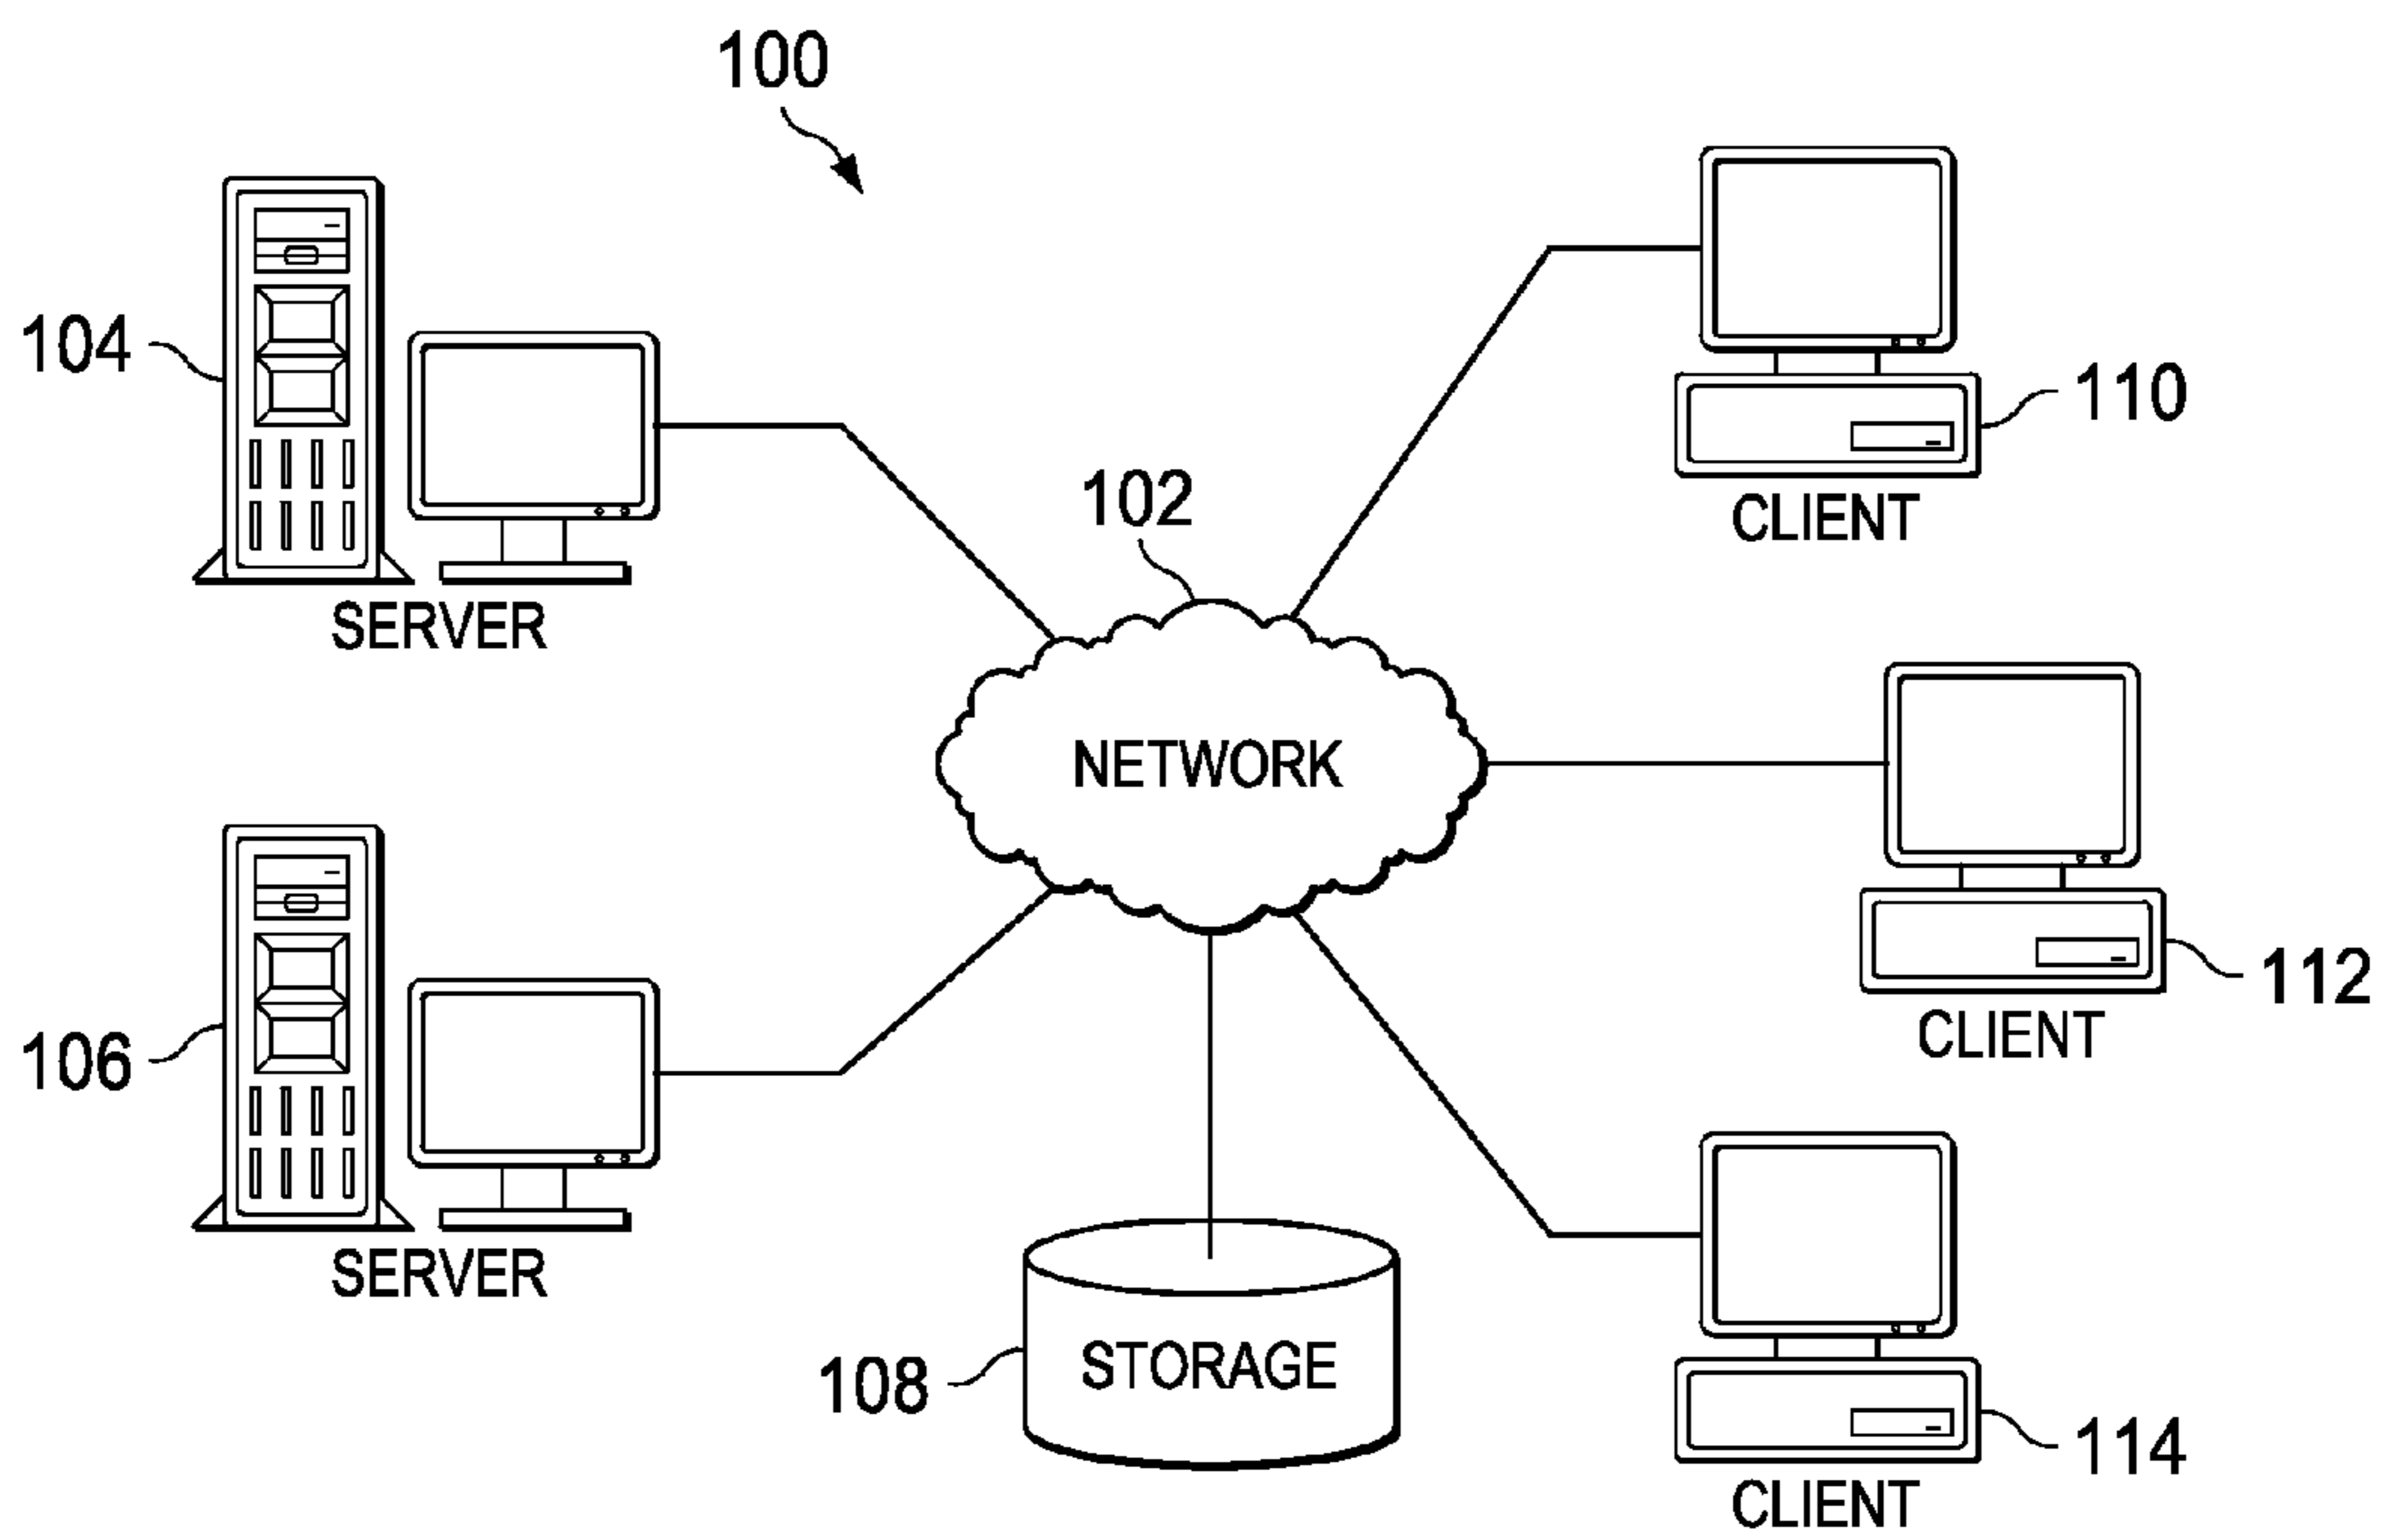 100
104
SERVER
110
CLIENT
102
NETWORK
112
CLIENT
106
SERVER
108
STORAGE
114
CLIENT